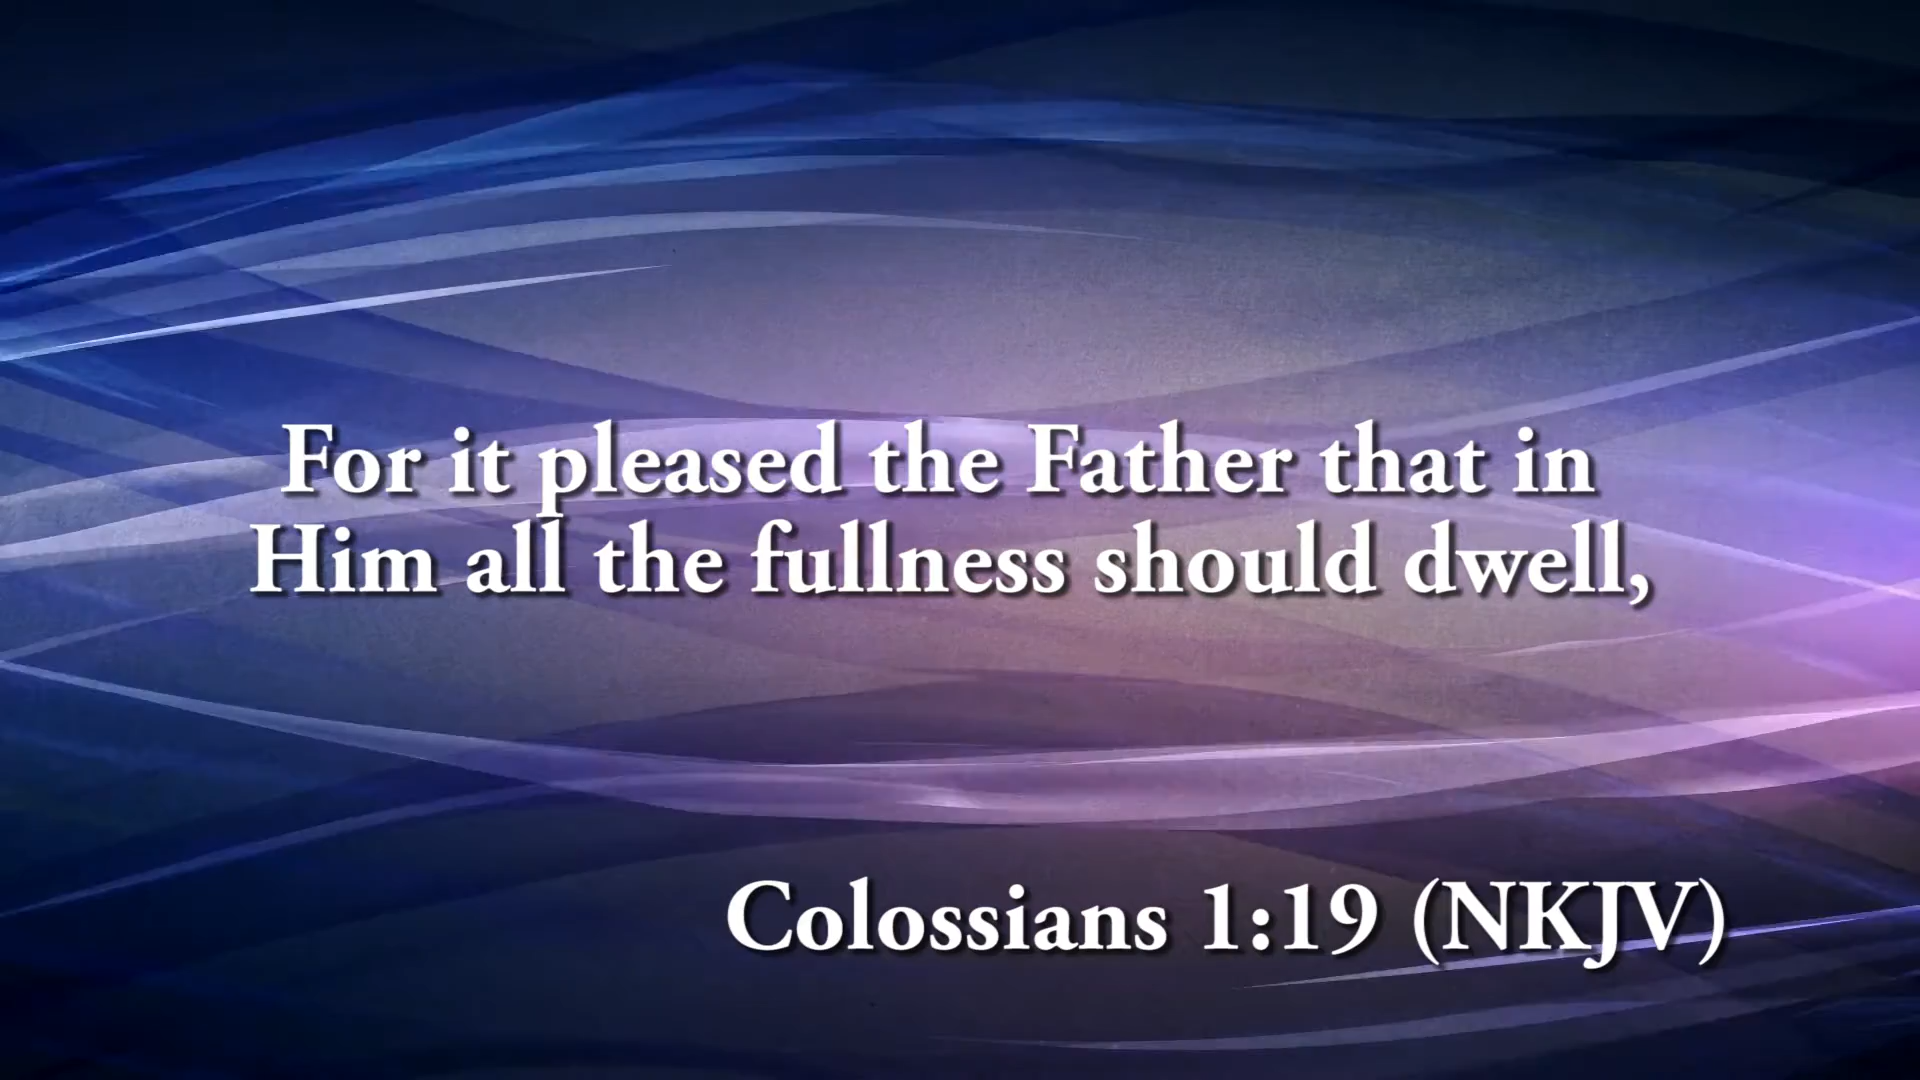 For it pleased the Father that in
Him all the fullness should dwell,
Colossians 1:19 (NKJV)